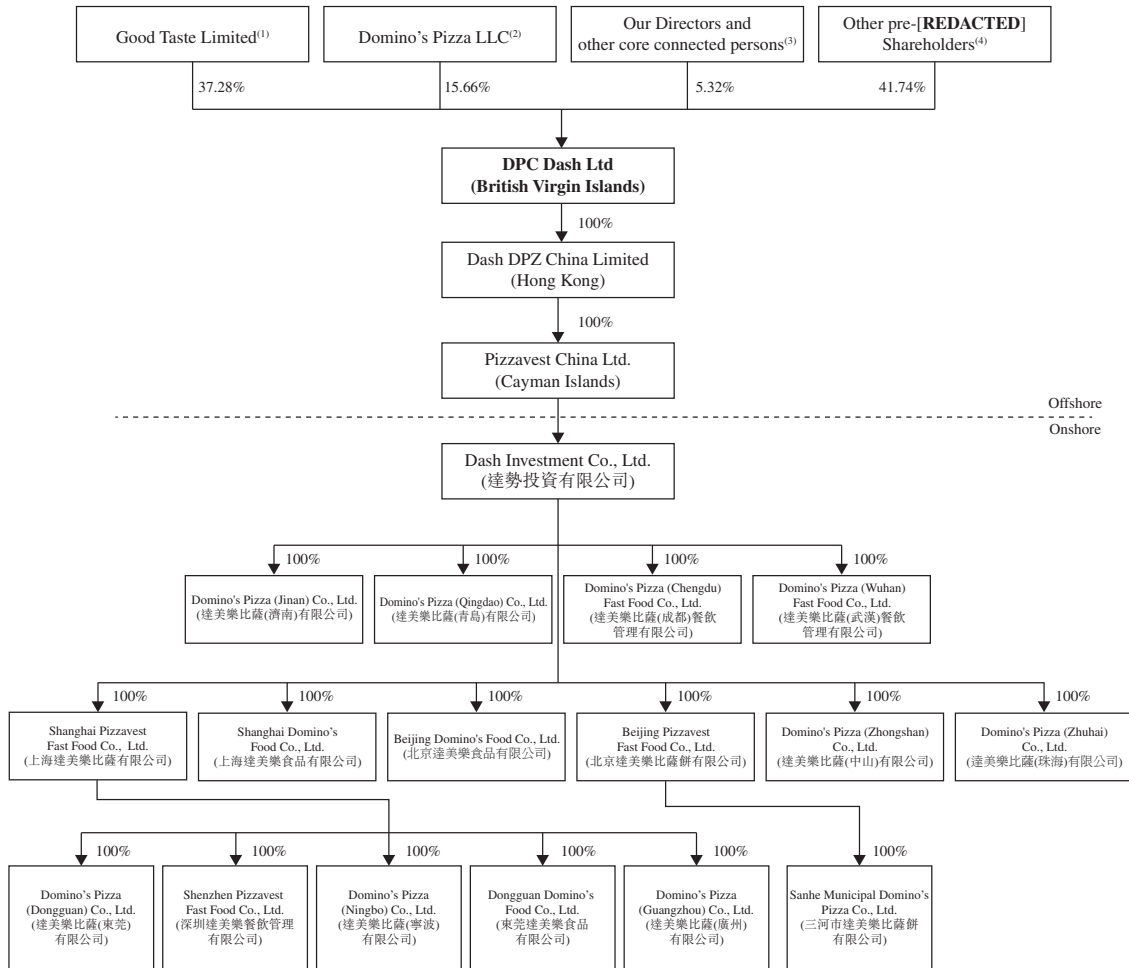 Good Taste Limited(1)
Domino's Pizza LLC(2)
Our Directors and
other core connected persons(3)
Other pre-[REDACTED]
Shareholders(4)
37.28%
15.66%
5.32%
41.74%
DPC Dash Ltd
(British Virgin Islands)
100%
Dash DPZ China Limited
(Hong Kong)
100%
Pizzavest China Ltd.
(Cayman Islands)
Offshore
Onshore
Dash Investment Co., Ltd.
(達勢投資有限公司)
100%
100%
100%
100%
Domino's Pizza (Jinan) Co., Ltd.
(達美樂比薩(濟南)有限公司)
Domino's Pizza (Qingdao) Co., Ltd.
(達美樂比薩(青島)有限公司)
Domino's Pizza (Chengdu)
Fast Food Co., Ltd.
(達美樂比薩(成都)餐飲
管理有限公司)
Domino's Pizza (Wuhan)
Fast Food Co., Ltd.
(達美樂比薩(武漢)餐飲
管理有限公司)
100%
100%
100%
100%
100%
100%
Shanghai Pizzavest
Fast Food Co., Ltd.
(上海達美樂比薩有限公司)
Shanghai Domino's
Food Co., Ltd.
(上海達美樂食品有限公司)
Beijing Domino's Food Co., Ltd.
(北京達美樂食品有限公司)
Beijing Pizzavest
Fast Food Co., Ltd.
(北京達美樂比薩餅有限公司)
Domino's Pizza (Zhongshan)
Co., Ltd.
(達美樂比薩(中山)有限公司)
Domino's Pizza (Zhuhai)
Co., Ltd.
(達美樂比薩(珠海)有限公司)
100%
100%
100%
100%
100%
100%
Domino's Pizza
(Dongguan) Co., Ltd.
(達美樂比薩(東莞)
有限公司)
Shenzhen Pizzavest
Fast Food Co., Ltd.
(深圳達美樂餐飲管理
有限公司)
Domino's Pizza
(Ningbo) Co., Ltd.
(達美樂比薩(寧波)
有限公司)
Dongguan Domino's
Food Co., Ltd.
(東莞達美樂食品
有限公司)
Domino's Pizza
(Guangzhou) Co., Ltd.
(達美樂比薩(廣州)
有限公司)
Sanhe Municipal Domino's
Pizza Co., Ltd.
(三河市達美樂比薩餅
有限公司)